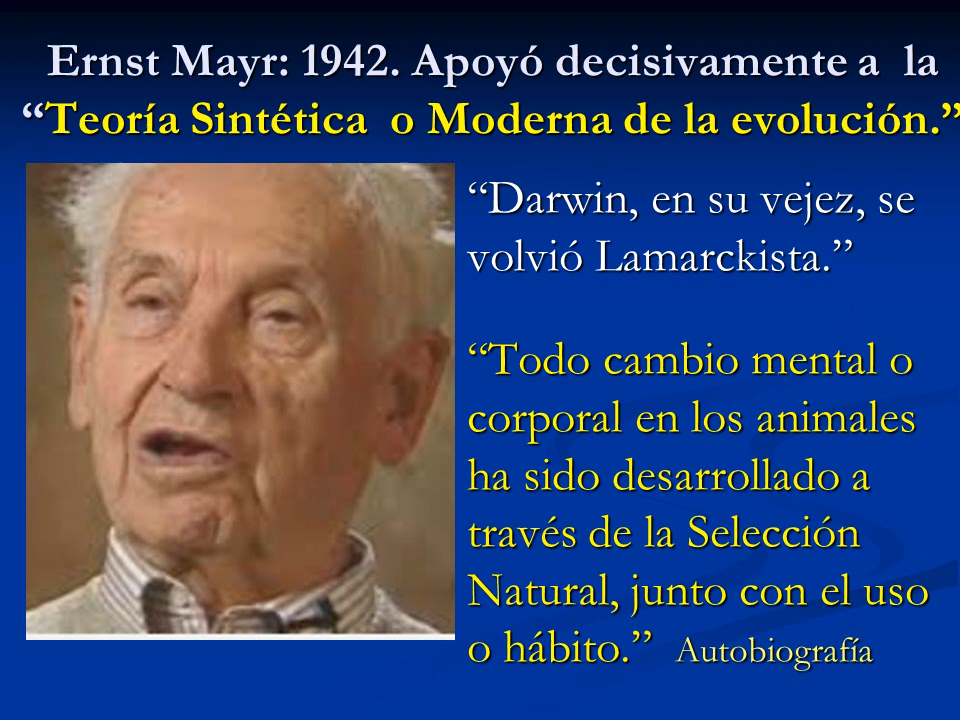 Ernst Mayr: 1942. Apoyó decisivamente a la
“Teoría Sintética o Moderna de la evolución.”
“Darwin, en su vejez, se
volvió Lamarckista.”
“Todo cambio mental o
corporal en los animales
ha sido desarrollado a
través de la Selección
Natural, junto con el uso
o hábito.” Autobiografía